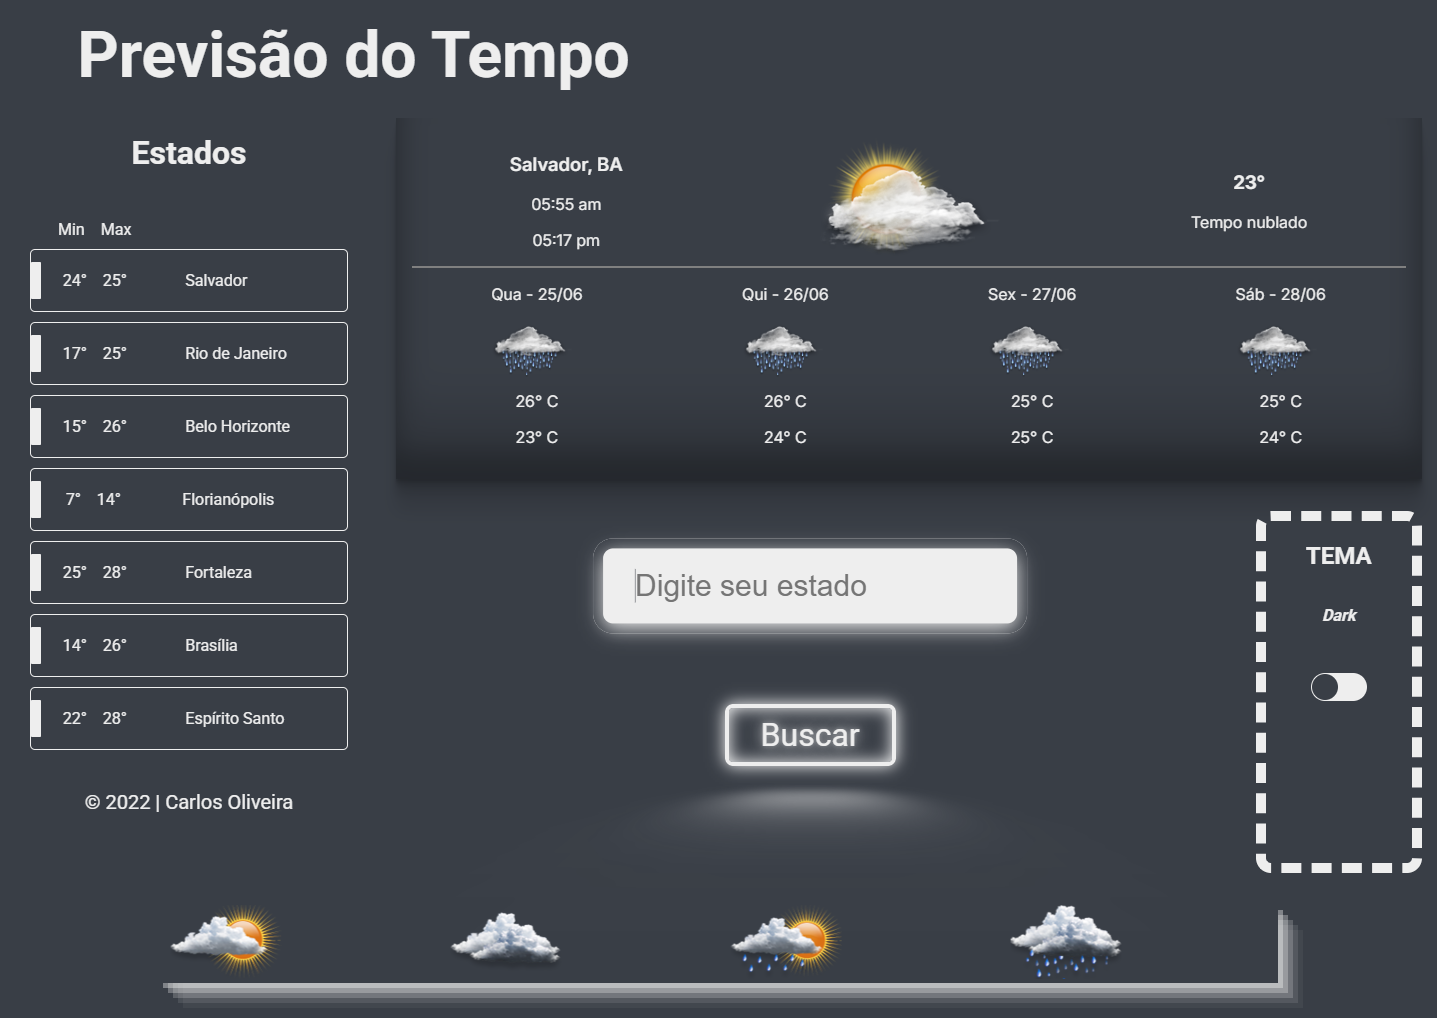 Previsão do Tempo
Estados
Min Max
24° 25° Salvador
17° 25° Rio de Janeiro
15° 26° Belo Horizonte
7° 14° Florianópolis
25° 28° Fortaleza
14° 26° Brasília
22° 28° Espírito Santo
© 2022 | Carlos Oliveira
Salvador, BA
05:55 am
05:17 pm
23°
Tempo nublado
Qua - 25/06 Qui - 26/06 Sex - 27/06 Sáb - 28/06
26° C 26° C 25° C 25° C
23° C 24° C 25° C 24° C
Digite seu estado
Buscar
TEMA
Dark